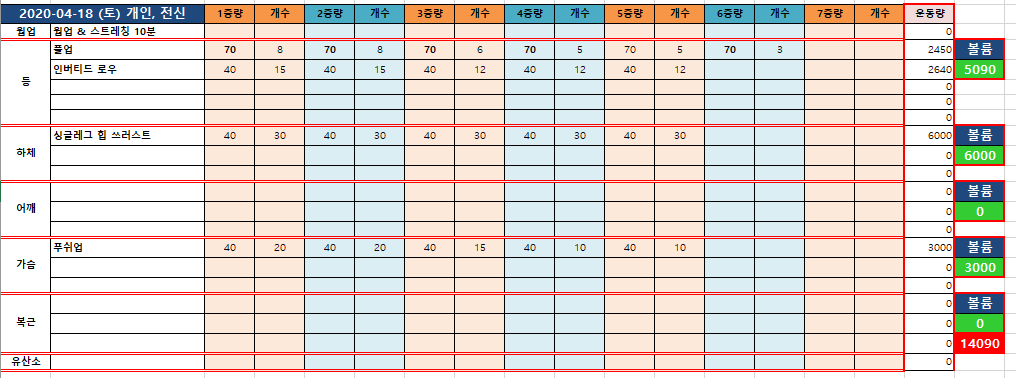 2020-04-18 (토) 개인, 전신 1중량 개수 2중량 개수 3중량 개수 4중량 개수 5중량 개수 6중량 개수 7중량 개수 운동량
웜업 웜업 & 스트레칭 10분 0
풀업 70 8 70 8 70 6 70 5 70 5 70 3 2450 볼륨
인버티드 로우 40 15 40 15 40 12 40 12 40 12 2640 5090
등 0
0
0
싱글레그 힙 쓰러스트 40 30 40 30 40 30 40 30 40 30 6000 볼륨
하체 0 6000
0
0 볼륨
어깨 0 0
0
푸쉬업 40 20 40 20 40 15 40 10 40 10 3000 볼륨
가슴 0 3000
0
0 볼륨
복근 0 0
0 14090
유산소 0